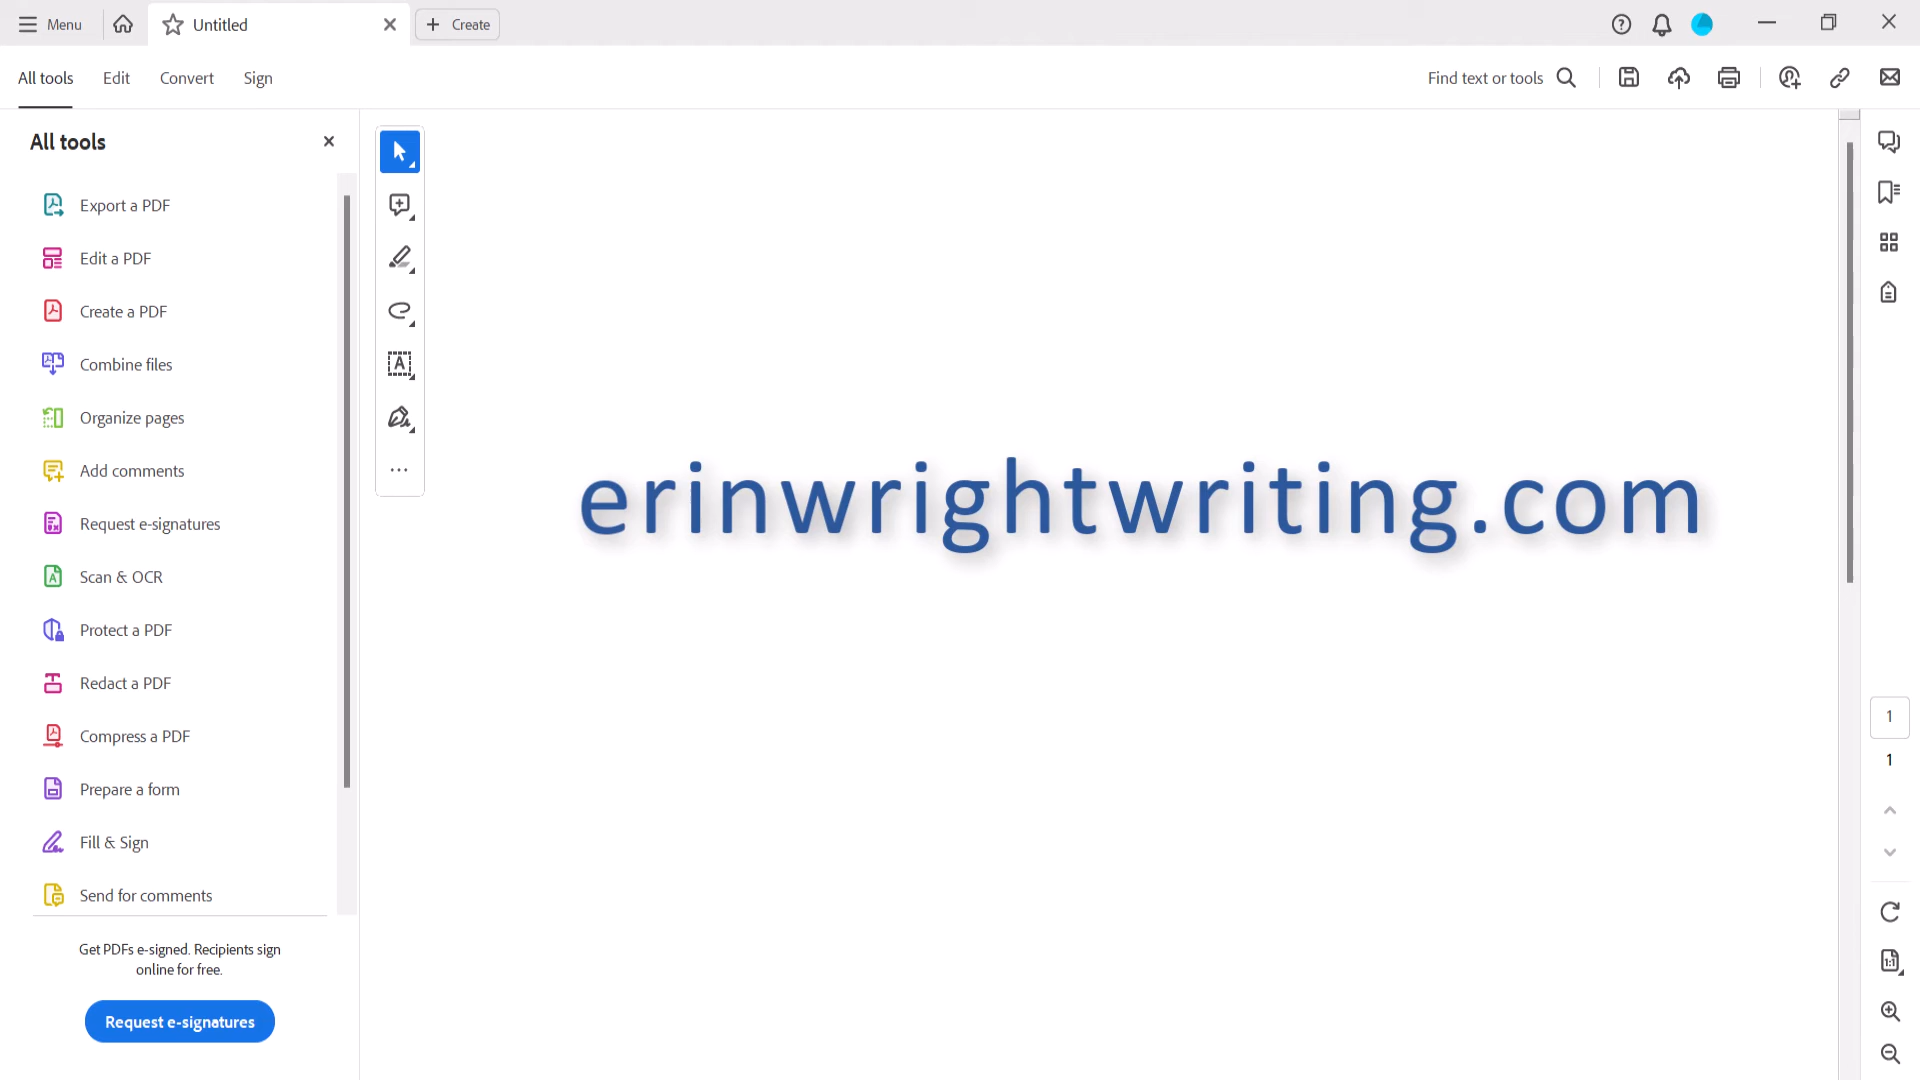 Menu
Untitled
Create
All tools
Edit
Convert
Sign
Find text or tools
All tools
Export a PDF
Edit a PDF
Create a PDF
Combine files
Organize pages
Add comments
Request e-signatures
Scan & OCR
Protect a PDF
Redact a PDF
Compress a PDF
Prepare a form
Fill & Sign
Send for comments
Get PDFs e-signed. Recipients sign
online for free.
Request e-signatures
erinwrightwriting.com
1
1